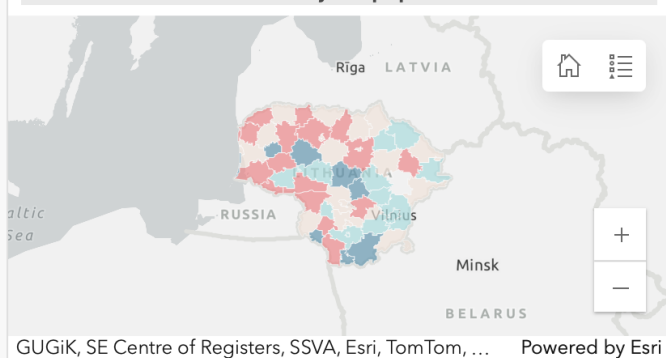 Rīga
LATVIA
LITHUANIA
altic
Sea
RUSSIA
Vilnius
Minsk
BELARUS
GUGiK, SE Centre of Registers, SSVA, Esri, TomTom, ...
Powered by Esri